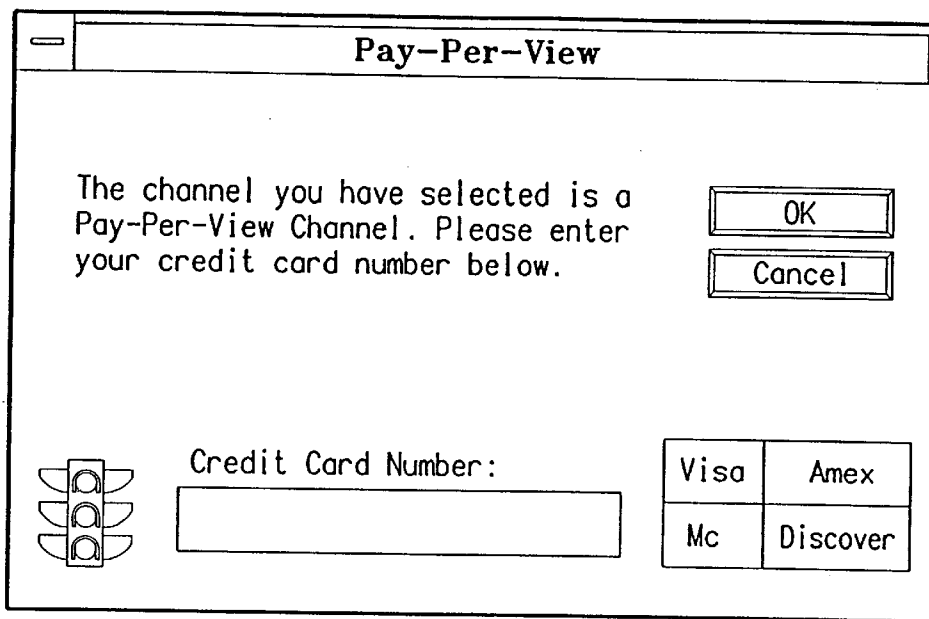 Pay-Per-View
The channel you have selected is a
Pay-Per-View Channel. Please enter
your credit card number below.
OK
Cancel
Credit Card Number:
Visa Amex
Mc Discover